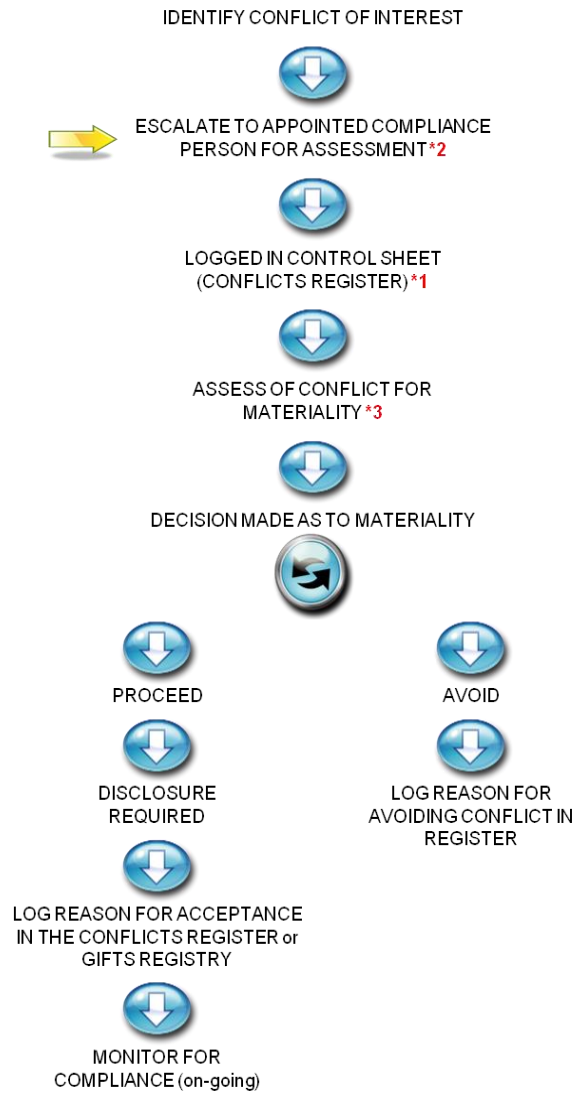 IDENTIFY CONFLICT OF INTEREST
ESCALATE TO APPOINTED COMPLIANCE
PERSON FOR ASSESSMENT*2
LOGGED IN CONTROL SHEET
(CONFLICTS REGISTER)*1
ASSESS OF CONFLICT FOR
MATERIALITY*3
DECISION MADE AS TO MATERIALITY
PROCEED
DISCLOSURE
REQUIRED
LOG REASON FOR ACCEPTANCE
IN THE CONFLICTS REGISTER or
GIFTS REGISTRY
MONITOR FOR
COMPLIANCE (on-going)
AVOID
LOG REASON FOR
AVOIDING CONFLICT IN
REGISTER